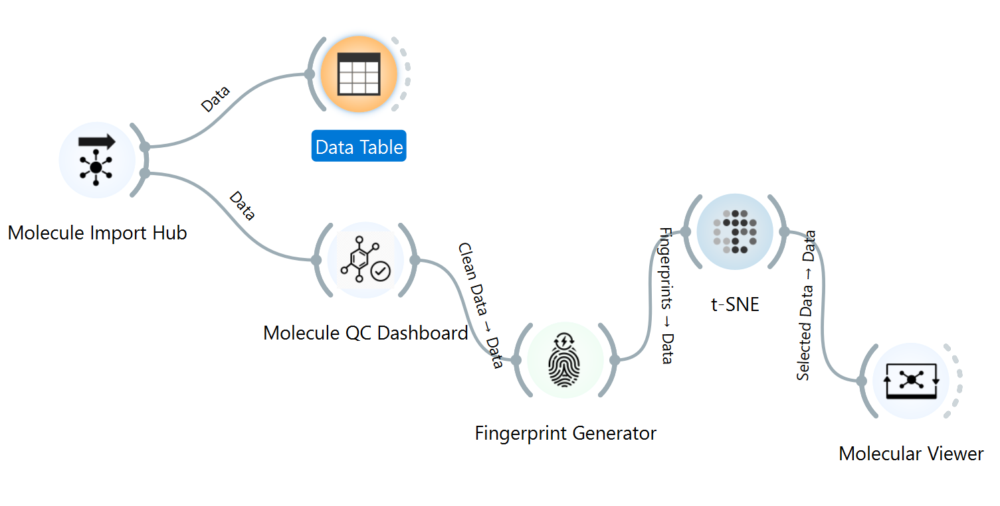 Data
Data Table
Molecule Import Hub
Data
Molecule QC Dashboard
Clean Data → Data
Fingerprint Generator
Fingerprints → Data
t-SNE
Selected Data → Data
Molecular Viewer